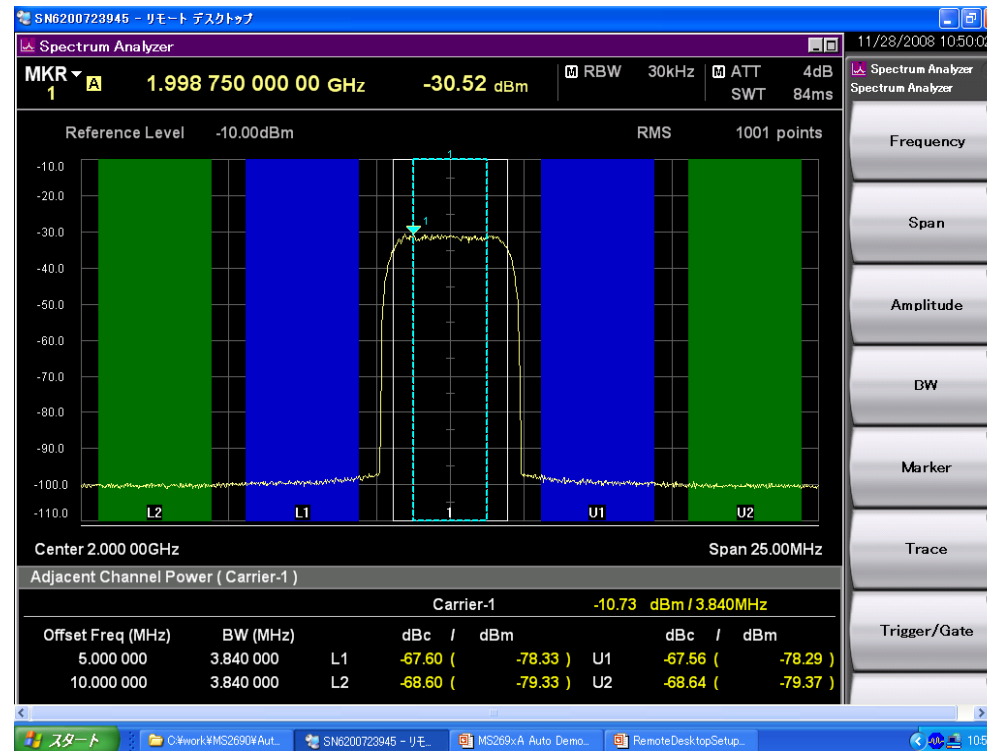 SN6200723945 - リモート デスクトップ
Spectrum Analyzer
11/28/2008 10:50:02
MKR 1 A 1.998 750 000 00 GHz -30.52 dBm
M RBW 30kHz
M ATT 4dB
SWT 84ms
Spectrum Analyzer
Spectrum Analyzer
Reference Level -10.00dBm RMS 1001 points
1
-10.0
-20.0
-30.0
1
-40.0
-50.0
-60.0
-70.0
-80.0
-90.0
-100.0
-110.0
L2 L1 1 U1 U2
Center 2.000 00GHz Span 25.00MHz
Frequency
Span
Amplitude
BW
Marker
Trace
Trigger/Gate
Adjacent Channel Power ( Carrier-1 )
Carrier-1 -10.73 dBm / 3.840MHz
Offset Freq (MHz) BW (MHz) dBc / dBm dBc / dBm
5.000 000 3.840 000 L1 -67.60 ( -78.33 ) U1 -67.56 ( -78.29 )
10.000 000 3.840 000 L2 -68.60 ( -79.33 ) U2 -68.64 ( -79.37 )
スタート
C:¥work¥MS2690¥Aut...
SN6200723945 - リモ...
MS269xA Auto Demo...
RemoteDesktopSetup...